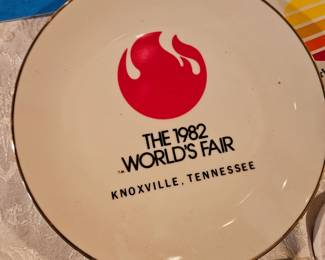 THE 1982
WORLD'S FAIR
KNOXVILLE, TENNESSEE